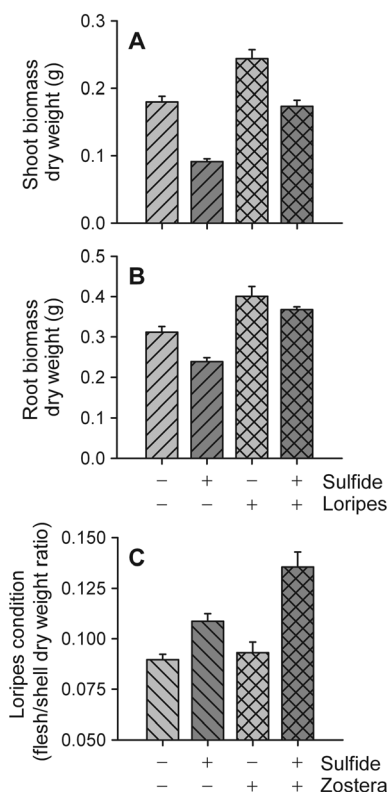 A
Shoot biomass
dry weight (g)
0.3
0.2
0.1
0.0
B
Root biomass
dry weight (g)
0.5
0.4
0.3
0.2
0.0
− + − + Sulfide
− − + + Loripes
C
Loripes condition
(flesh/shell dry weight ratio)
0.150
0.125
0.100
0.075
0.050
− + − + Sulfide
− − + + Zostera